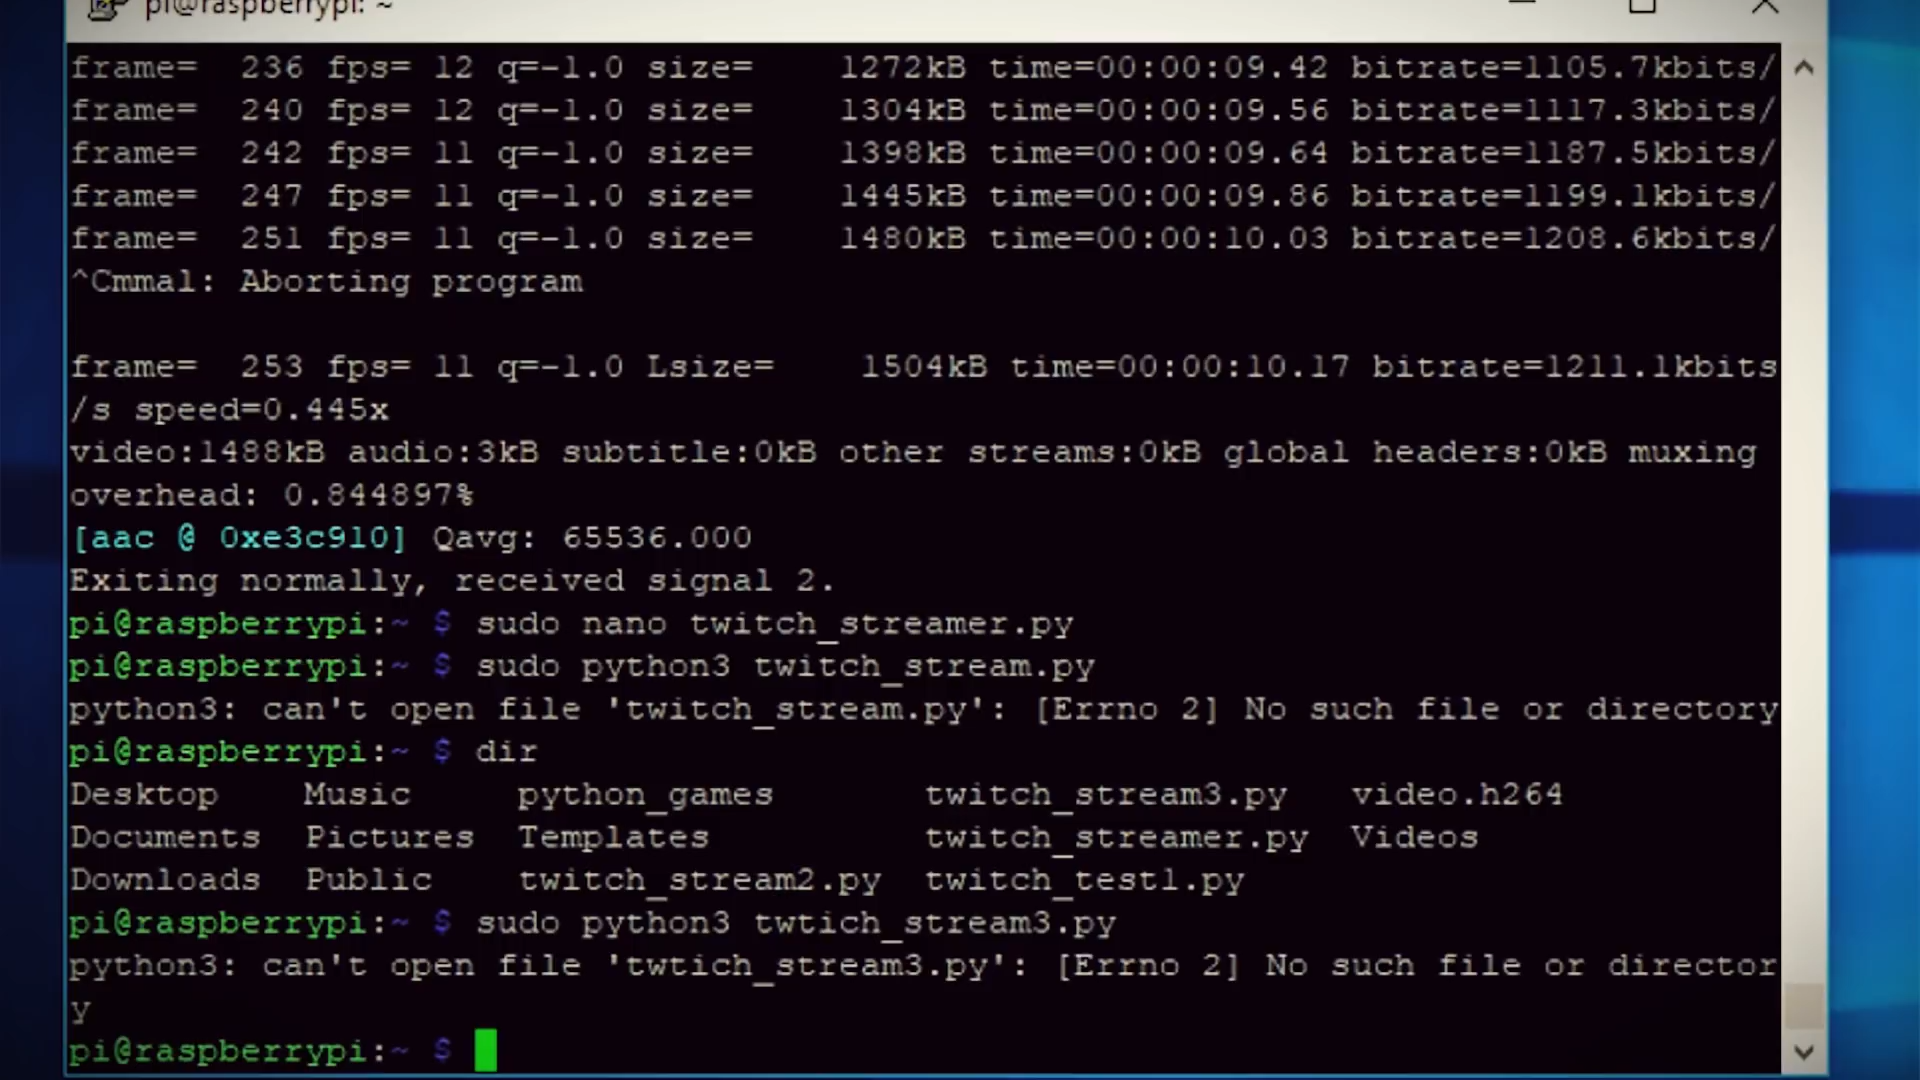 pi@raspberrypi: ~
frame=  236 fps= 12 q=-1.0 size=    1272kB time=00:00:09.42 bitrate=1105.7kbits/
frame=  240 fps= 12 q=-1.0 size=    1304kB time=00:00:09.56 bitrate=1117.3kbits/
frame=  242 fps= 11 q=-1.0 size=    1398kB time=00:00:09.64 bitrate=1187.5kbits/
frame=  247 fps= 11 q=-1.0 size=    1445kB time=00:00:09.86 bitrate=1199.1kbits/
frame=  251 fps= 11 q=-1.0 size=    1480kB time=00:00:10.03 bitrate=1208.6kbits/
^Cmmal: Aborting program
frame=  253 fps= 11 q=-1.0 Lsize=    1504kB time=00:00:10.17 bitrate=1211.1kbits
/s speed=0.445x
video:1488kB audio:3kB subtitle:0kB other streams:0kB global headers:0kB muxing
overhead: 0.844897%
[aac @ 0xe3c910] Qavg: 65536.000
Exiting normally, received signal 2.
pi@raspberrypi:~ $ sudo nano twitch_streamer.py
pi@raspberrypi:~ $ sudo python3 twitch_stream.py
python3: can't open file 'twitch_stream.py': [Errno 2] No such file or directory
pi@raspberrypi:~ $ dir
Desktop    Music     python_games       twitch_stream3.py   video.h264
Documents  Pictures  Templates          twitch_streamer.py  Videos
Downloads  Public    twitch_stream2.py  twitch_test1.py
pi@raspberrypi:~ $ sudo python3 twtich_stream3.py
python3: can't open file 'twtich_stream3.py': [Errno 2] No such file or director
y
pi@raspberrypi:~ $